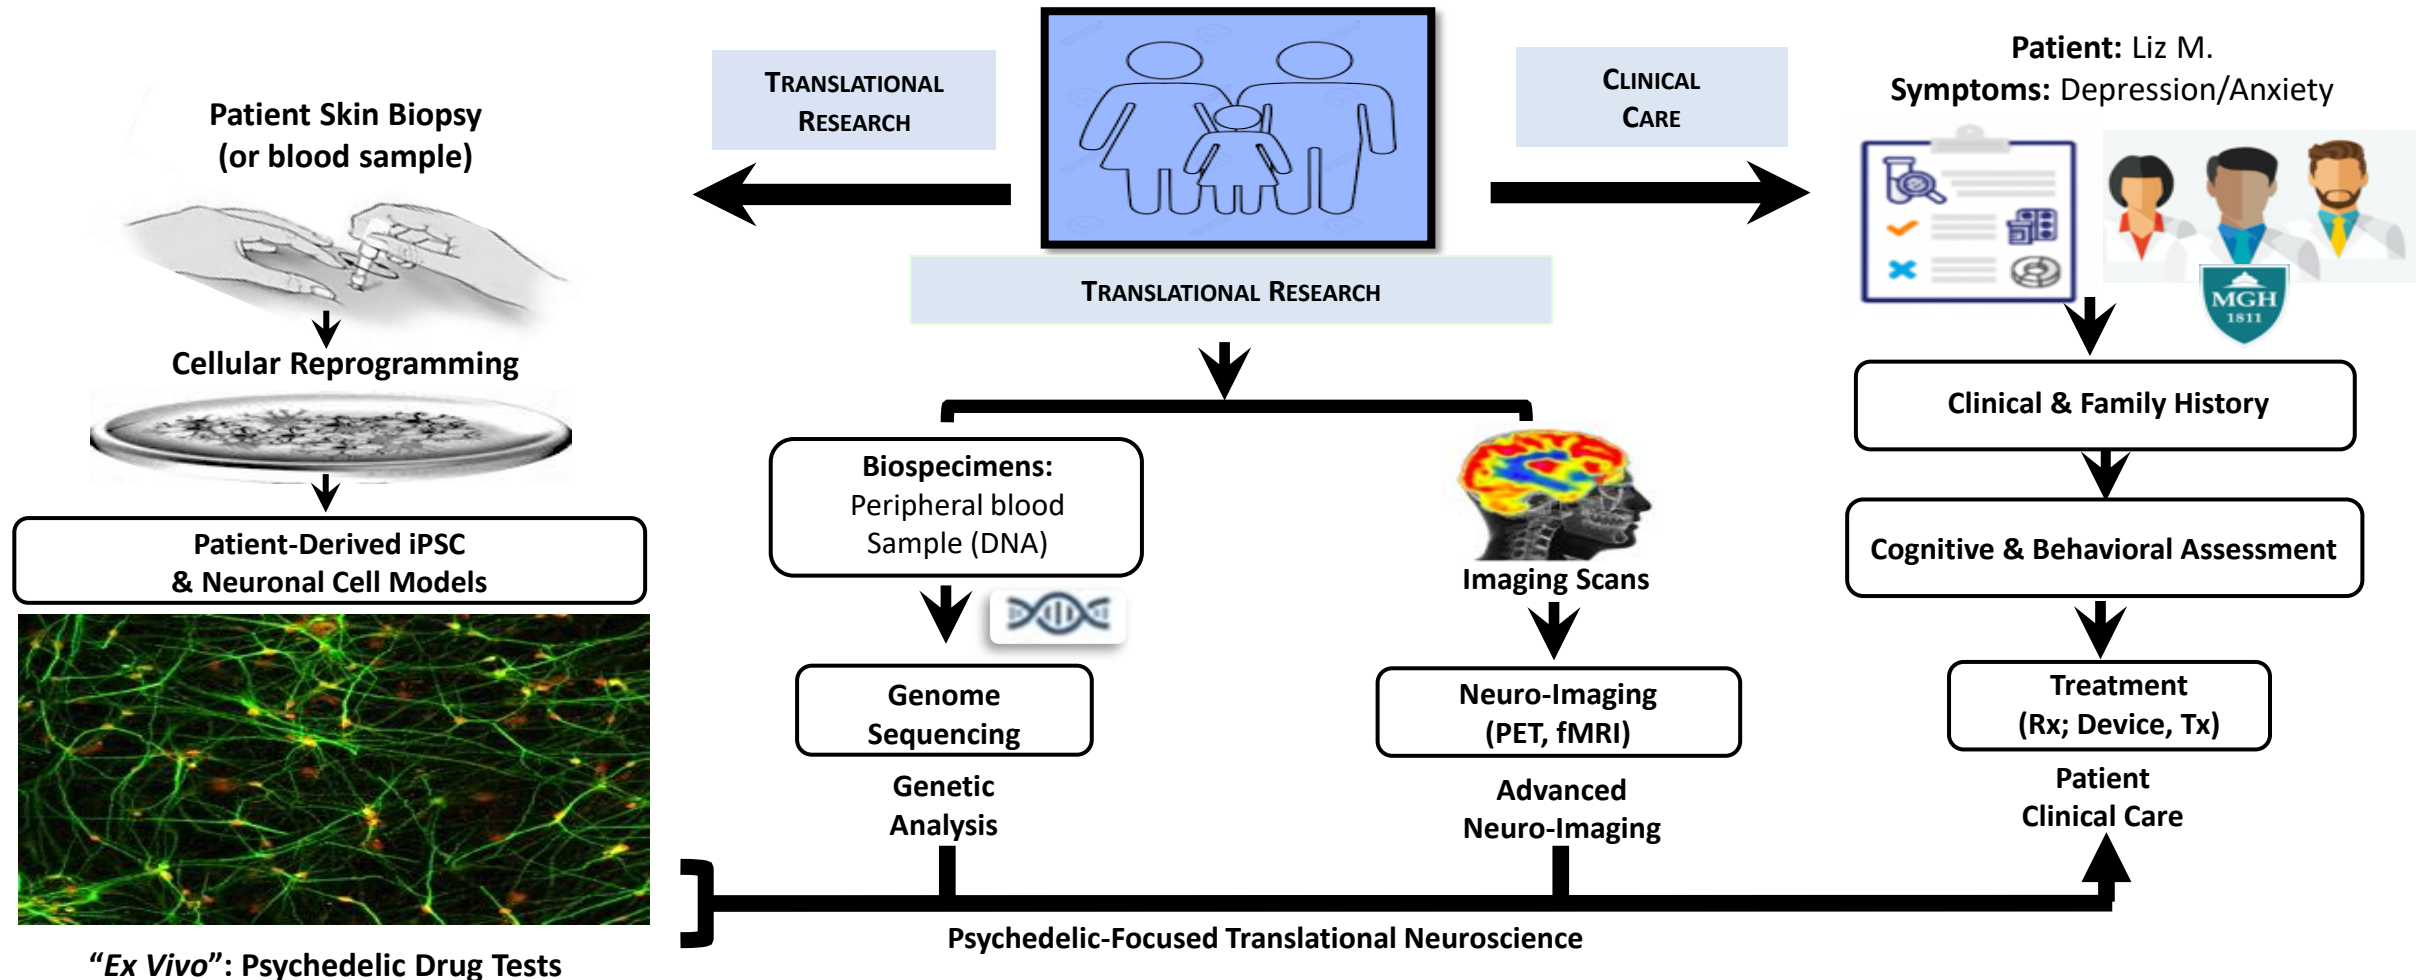 TRANSLATIONAL
RESEARCH
CLINICAL
CARE
Patient: Liz M.
Symptoms: Depression/Anxiety
Patient Skin Biopsy
(or blood sample)
MGH
1811
TRANSLATIONAL RESEARCH
Cellular Reprogramming
Clinical & Family History
Biospecimens:
Peripheral blood
Sample (DNA)
Imaging Scans
Cognitive & Behavioral Assessment
Patient-Derived iPSC
& Neuronal Cell Models
Genome
Sequencing
Neuro-Imaging
(PET, fMRI)
Treatment
(Rx; Device, Tx)
Genetic
Analysis
Advanced
Neuro-Imaging
Patient
Clinical Care
Psychedelic-Focused Translational Neuroscience
“Ex Vivo”: Psychedelic Drug Tests